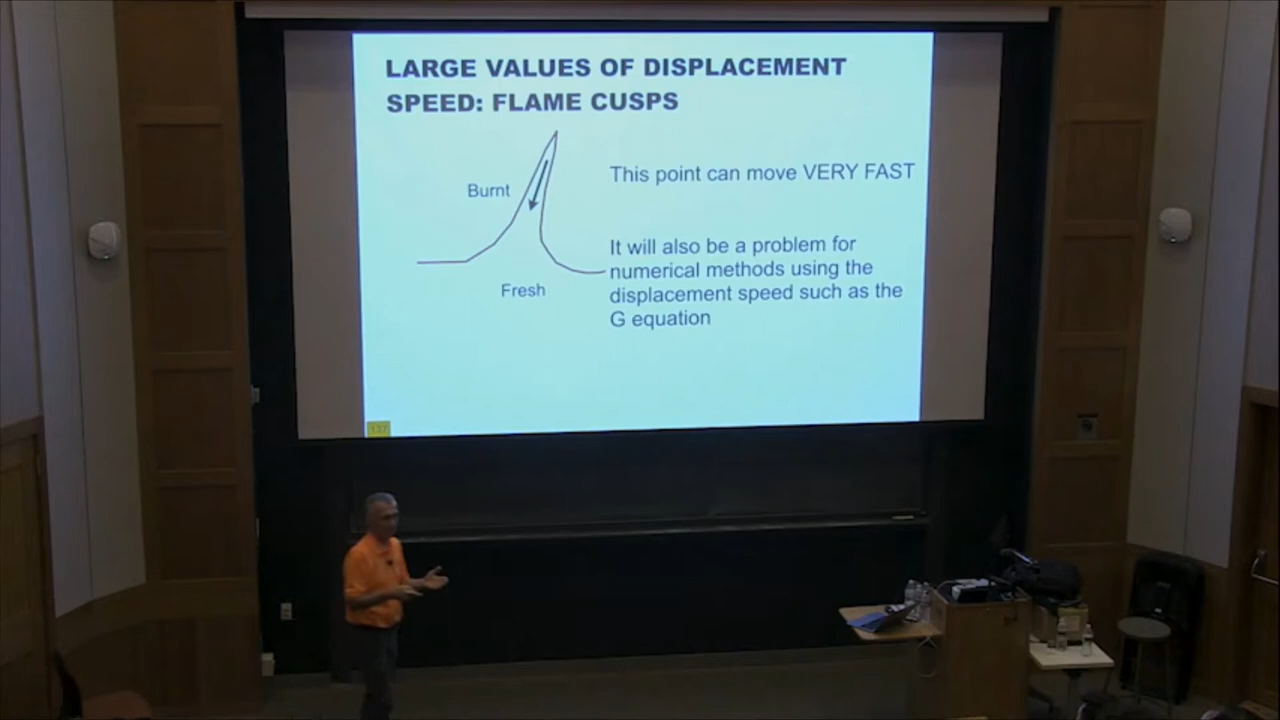 LARGE VALUES OF DISPLACEMENT
SPEED: FLAME CUSPS
This point can move VERY FAST
Burnt
It will also be a problem for
numerical methods using the
displacement speed such as the
G equation
Fresh
137